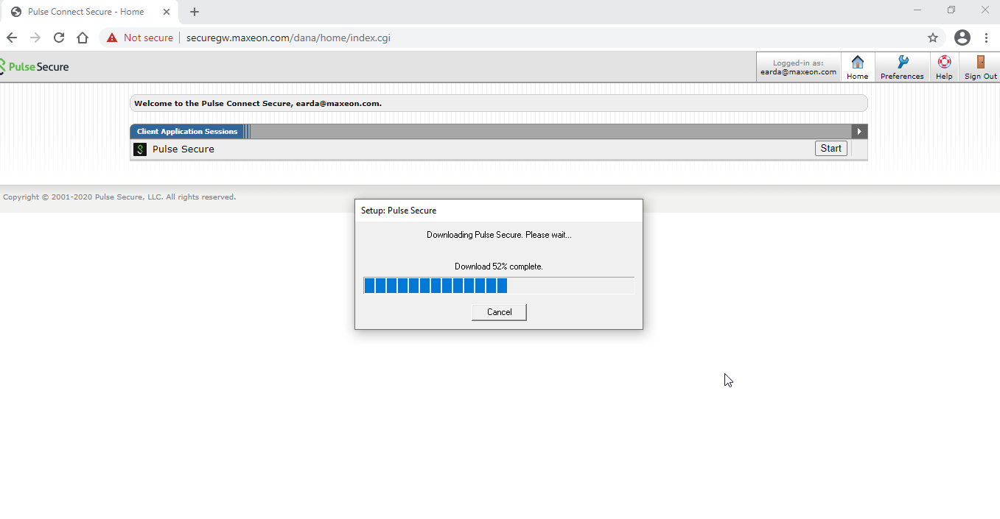 Pulse Connect Secure - Home
Not secure securegw.maxeon.com/dana/home/index.cgi
Pulse Secure
Logged-in as:
earda@maxeon.com
Home
Preferences
Help
Sign Out
Welcome to the Pulse Connect Secure, earda@maxeon.com.
Client Application Sessions
Pulse Secure
Start
Copyright © 2001-2020 Pulse Secure, LLC. All rights reserved.
Setup: Pulse Secure
Downloading Pulse Secure. Please wait...
Download 52% complete.
Cancel